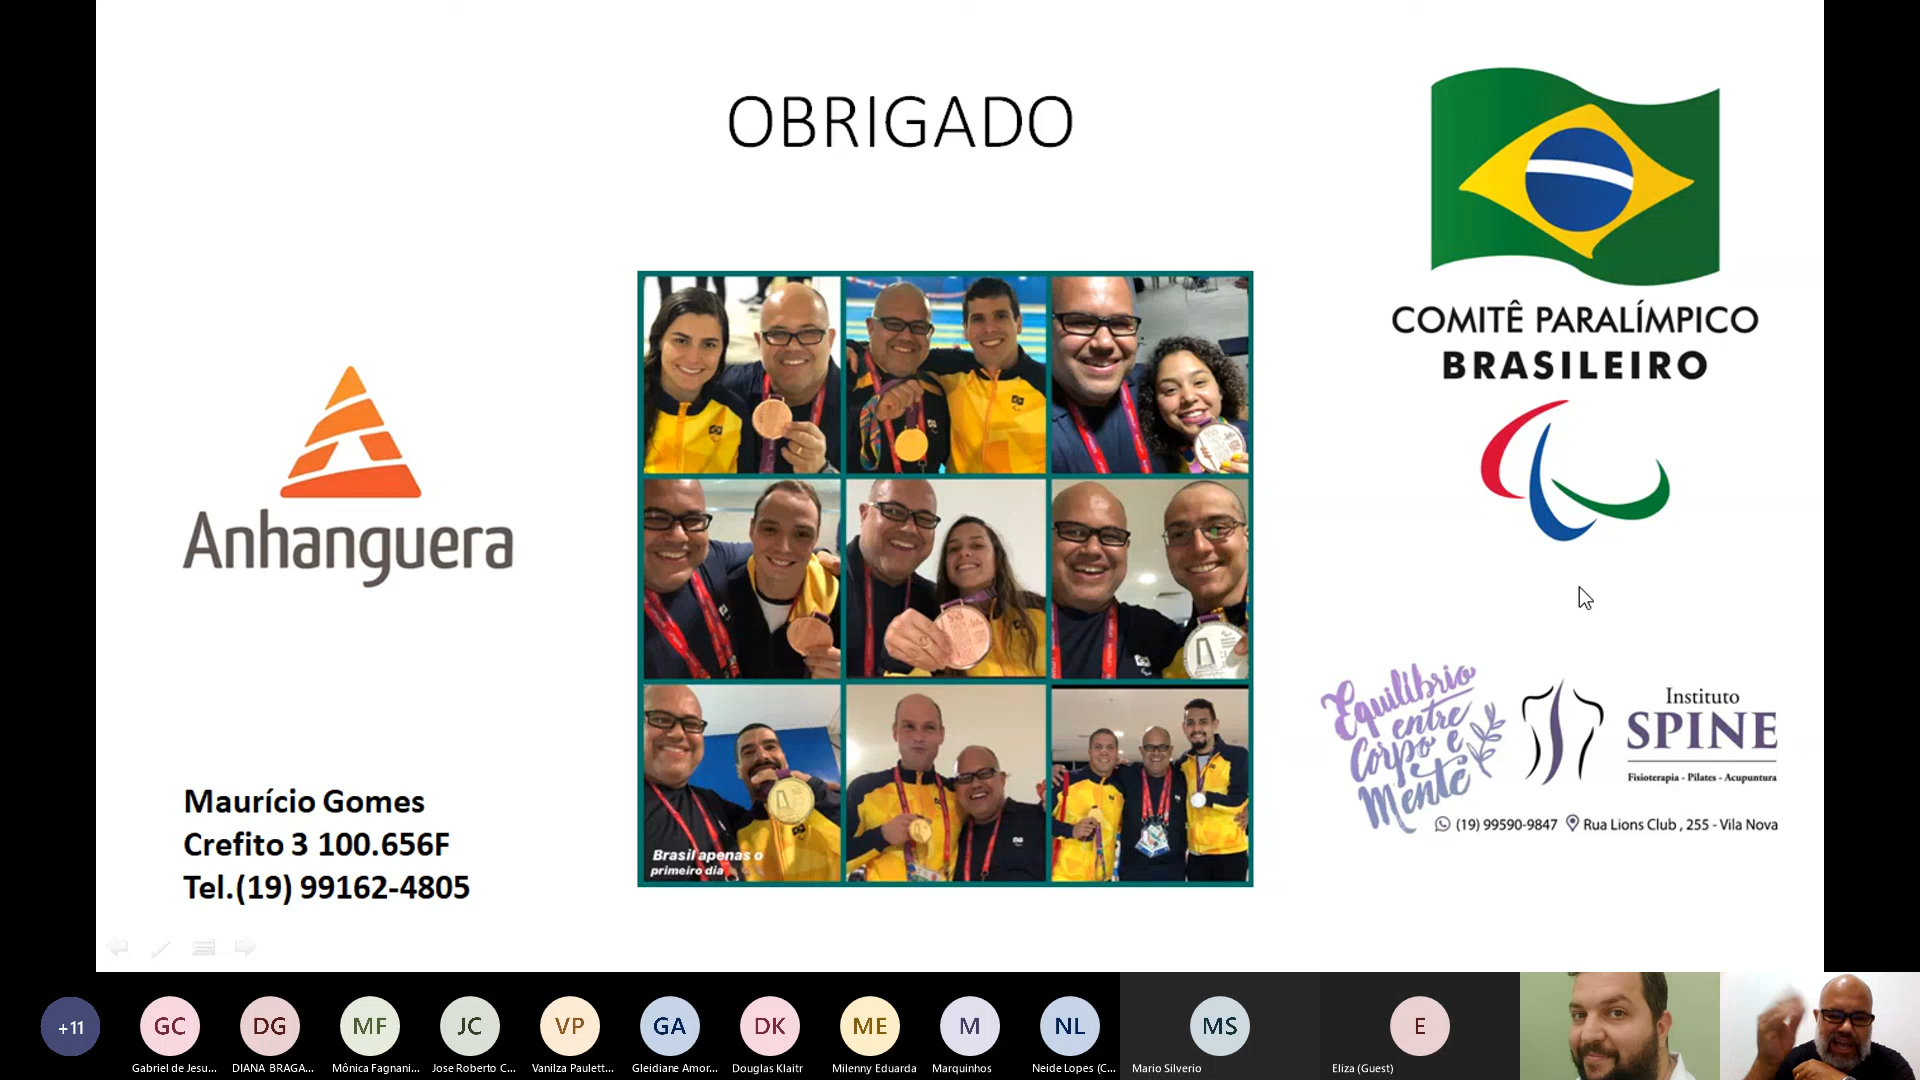 OBRIGADO
COMITÊ PARALÍMPICO
BRASILEIRO
Anhanguera
Maurício Gomes
Crefito 3 100.656F
Tel.(19) 99162-4805
Brasil apenas o
primeiro dia
Equilíbrio
entre
Corpo e
Mente
Instituto
SPINE
Fisioterapia - Pilates - Acupuntura
(19) 99590-9847 Rua Lions Club , 255 - Vila Nova
+11
GC
DG
MF
JC
VP
GA
DK
ME
M
NL
MS
E
Gabriel de Jesu...
DIANA BRAGA...
Mônica Fagnani...
Jose Roberto C...
Vanilza Paulett...
Gleidiane Amor...
Douglas Klaitr
Milenny Eduarda
Marquinhos
Neide Lopes (C...
Mario Silverio
Eliza (Guest)